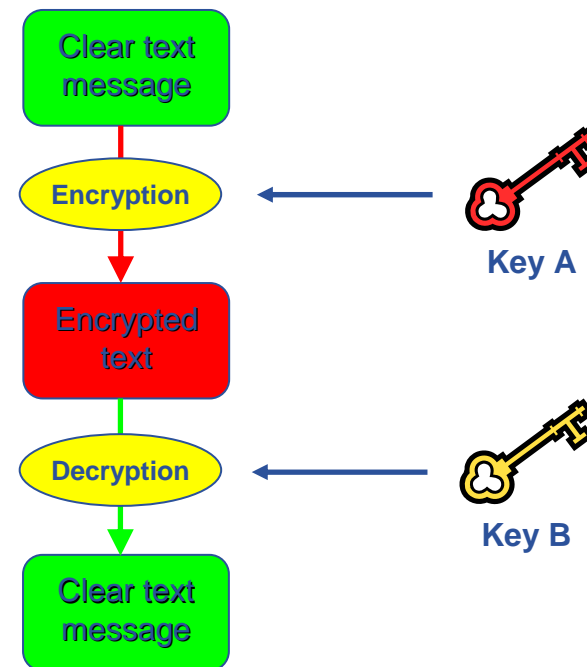 Clear text
message
Encryption
Key A
Encrypted
text
Decryption
Key B
Clear text
message